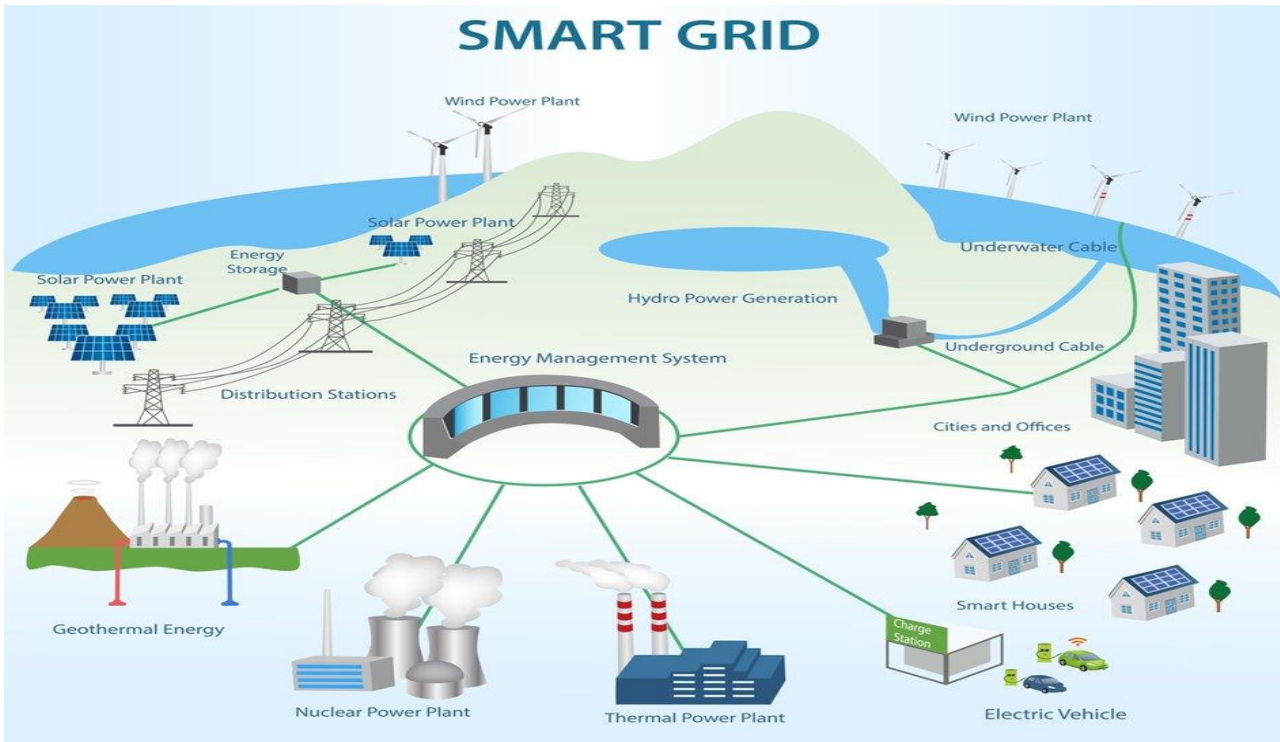 SMART GRID
Wind Power Plant
Wind Power Plant
Solar Power Plant
Energy
Storage
Underwater Cable
Solar Power Plant
Hydro Power Generation
Energy Management System
Underground Cable
Distribution Stations
Cities and Offices
Smart Houses
Geothermal Energy
Charge
Station
Nuclear Power Plant
Thermal Power Plant
Electric Vehicle